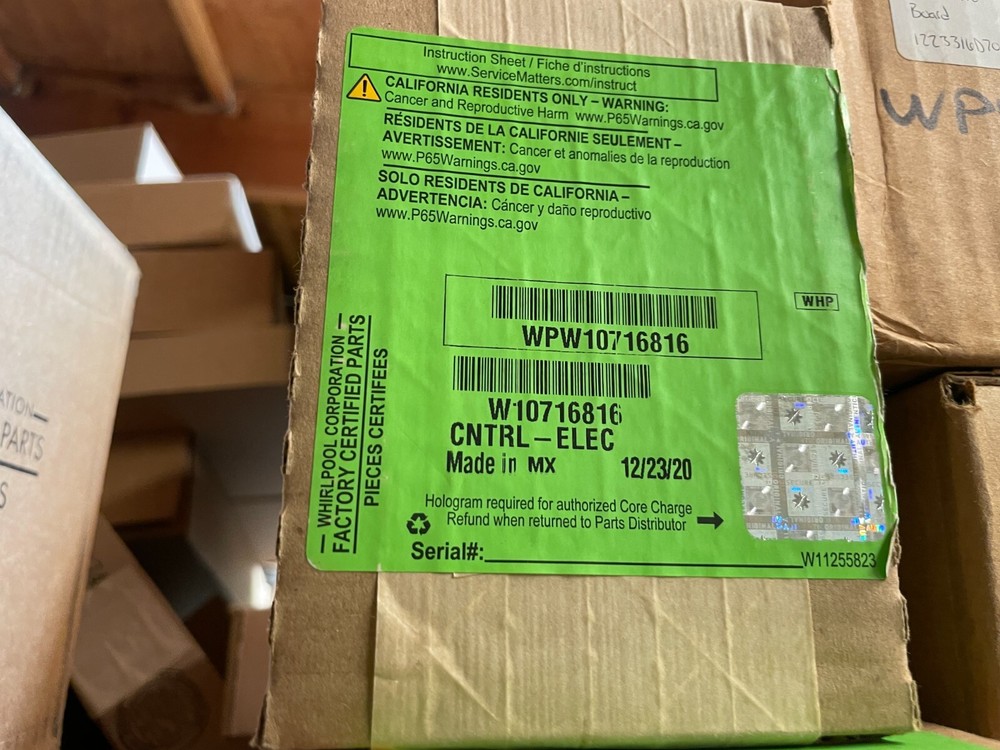 Instruction Sheet / Fiche d'instructions
www.ServiceMatters.com/instruct
CALIFORNIA RESIDENTS ONLY – WARNING:
Cancer and Reproductive Harm www.P65Warnings.ca.gov
RÉSIDENTS DE LA CALIFORNIE SEULEMENT –
AVERTISSEMENT: Cancer et anomalies de la reproduction
www.P65Warnings.ca.gov
SOLO RESIDENTS DE CALIFORNIA –
ADVERTENCIA: Cáncer y daño reproductivo
www.P65Warnings.ca.gov
WHP
WPW10716816
W10716816
CNTRL – ELEC
Made in MX 12/23/20
Hologram required for authorized Core Charge
Refund when returned to Parts Distributor
Serial#:
W11255823
— WHIRLPOOL CORPORATION —
FACTORY CERTIFIED PARTS
PIECES CERTIFEES
Board
WP
PARTS